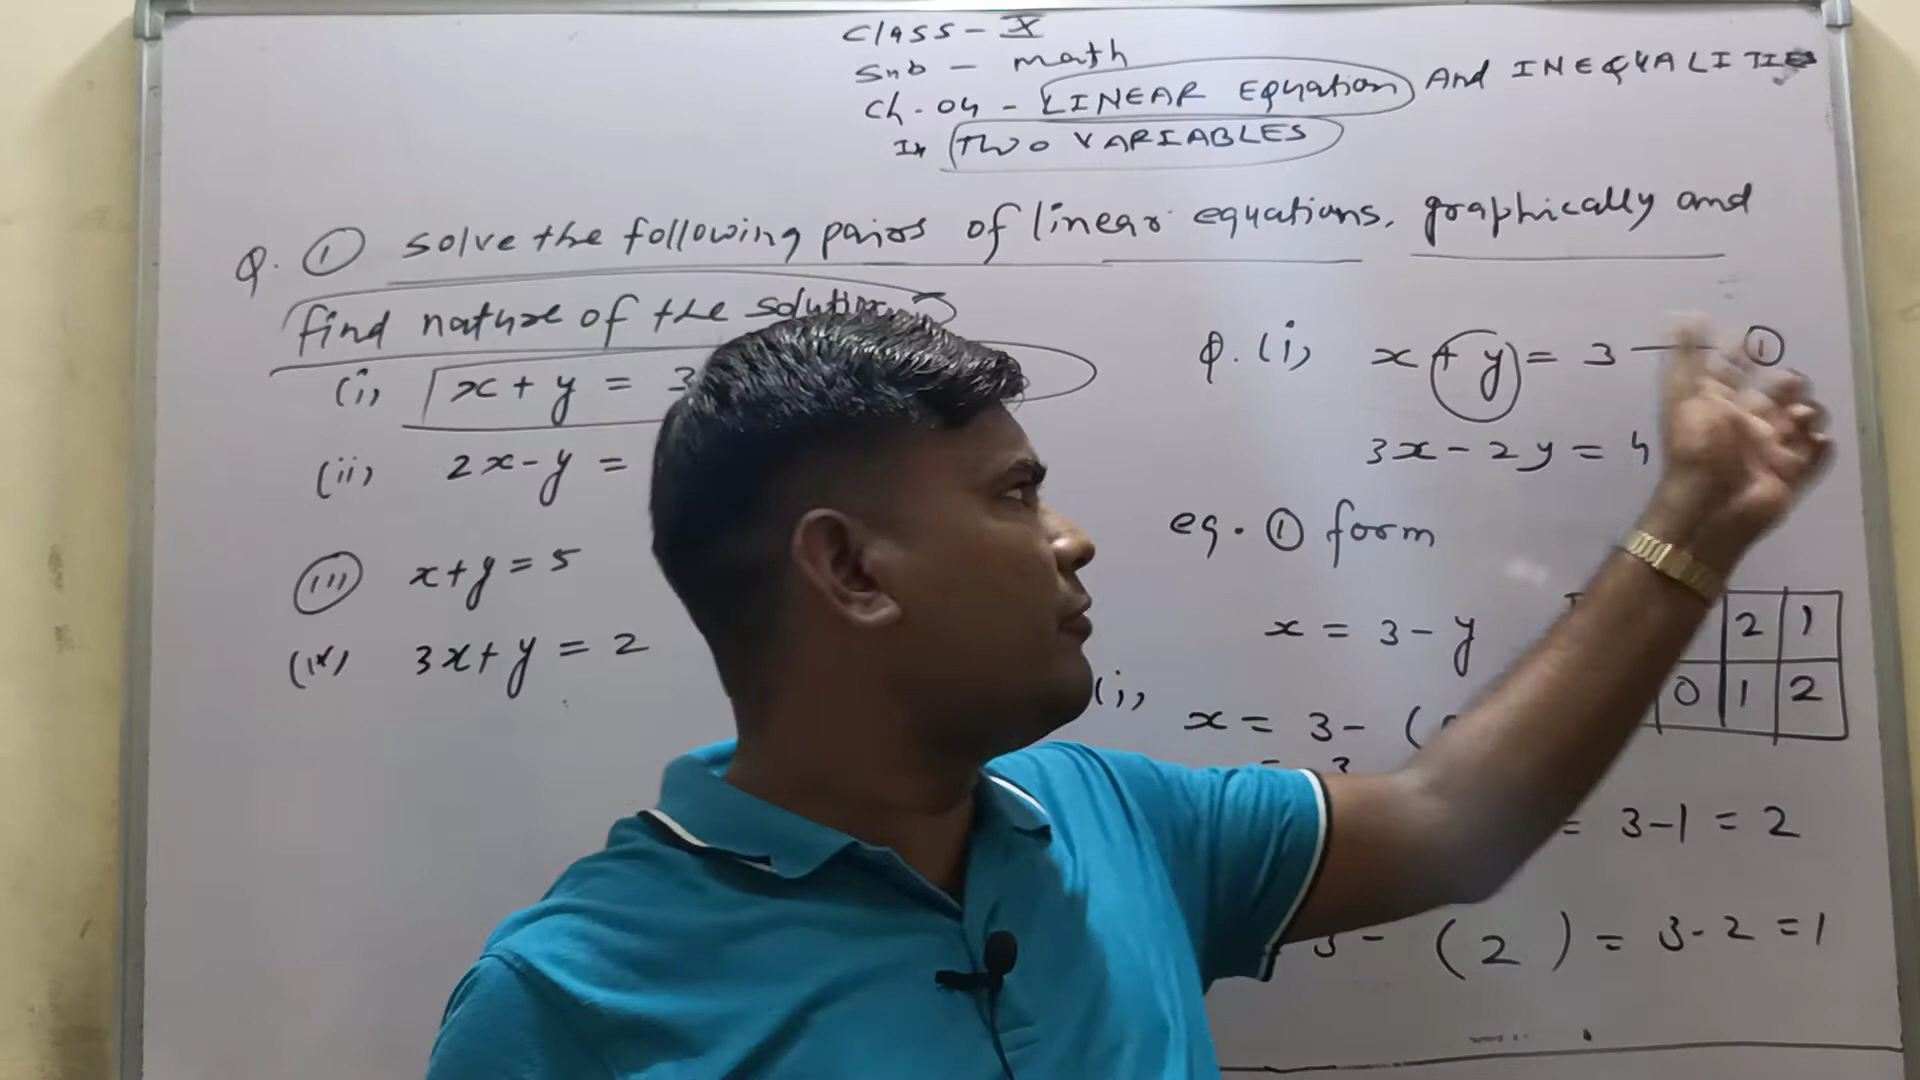 Class - X
Sub - math
Ch. 04 - LINEAR Equation And INEQUALITIES
In TWO VARIABLES
Q. ① solve the following pairs of linear equations, graphically and
find nature of the solution
(i) x + y = 3
(ii) 2x - y =
(iii) x + y = 5
(iv) 3x + y = 2
Q. (i) x + y = 3 — ①
3x - 2y = 4
eq. ① form
x = 3 - y
2 1
0 1 2
(i) x = 3 - (
= 3
= 3-1 = 2
3 - (2) = 3-2 = 1